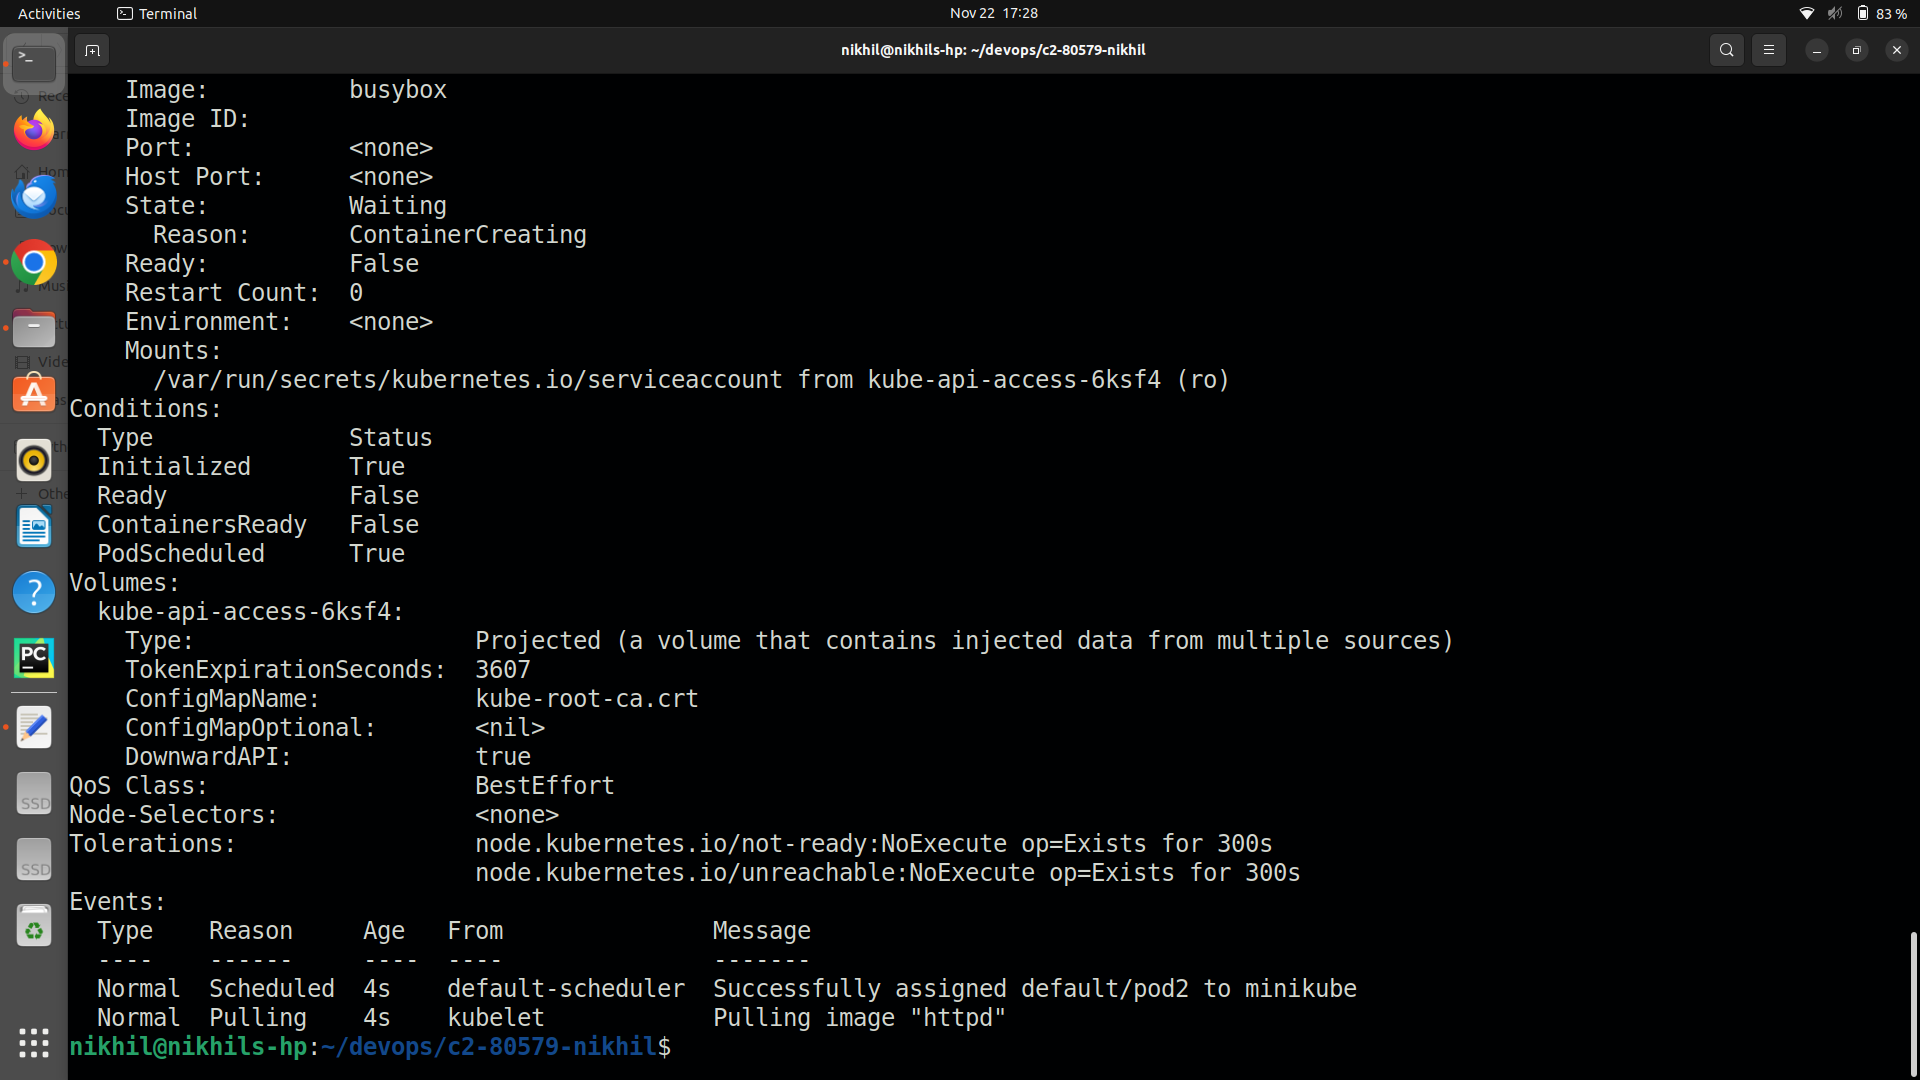 Activities Terminal Nov 22 17:28 83 %
nikhil@nikhils-hp: ~/devops/c2-80579-nikhil
Image: busybox
Image ID:
Port: <none>
Host Port: <none>
State: Waiting
Reason: ContainerCreating
Ready: False
Restart Count: 0
Environment: <none>
Mounts:
/var/run/secrets/kubernetes.io/serviceaccount from kube-api-access-6ksf4 (ro)
Conditions:
Type Status
Initialized True
Ready False
ContainersReady False
PodScheduled True
Volumes:
kube-api-access-6ksf4:
Type: Projected (a volume that contains injected data from multiple sources)
TokenExpirationSeconds: 3607
ConfigMapName: kube-root-ca.crt
ConfigMapOptional: <nil>
DownwardAPI: true
QoS Class: BestEffort
Node-Selectors: <none>
Tolerations: node.kubernetes.io/not-ready:NoExecute op=Exists for 300s
node.kubernetes.io/unreachable:NoExecute op=Exists for 300s
Events:
Type Reason Age From Message
---- ------ ---- ---- -------
Normal Scheduled 4s default-scheduler Successfully assigned default/pod2 to minikube
Normal Pulling 4s kubelet Pulling image "httpd"
nikhil@nikhils-hp:~/devops/c2-80579-nikhil$
PC
SSD
SSD